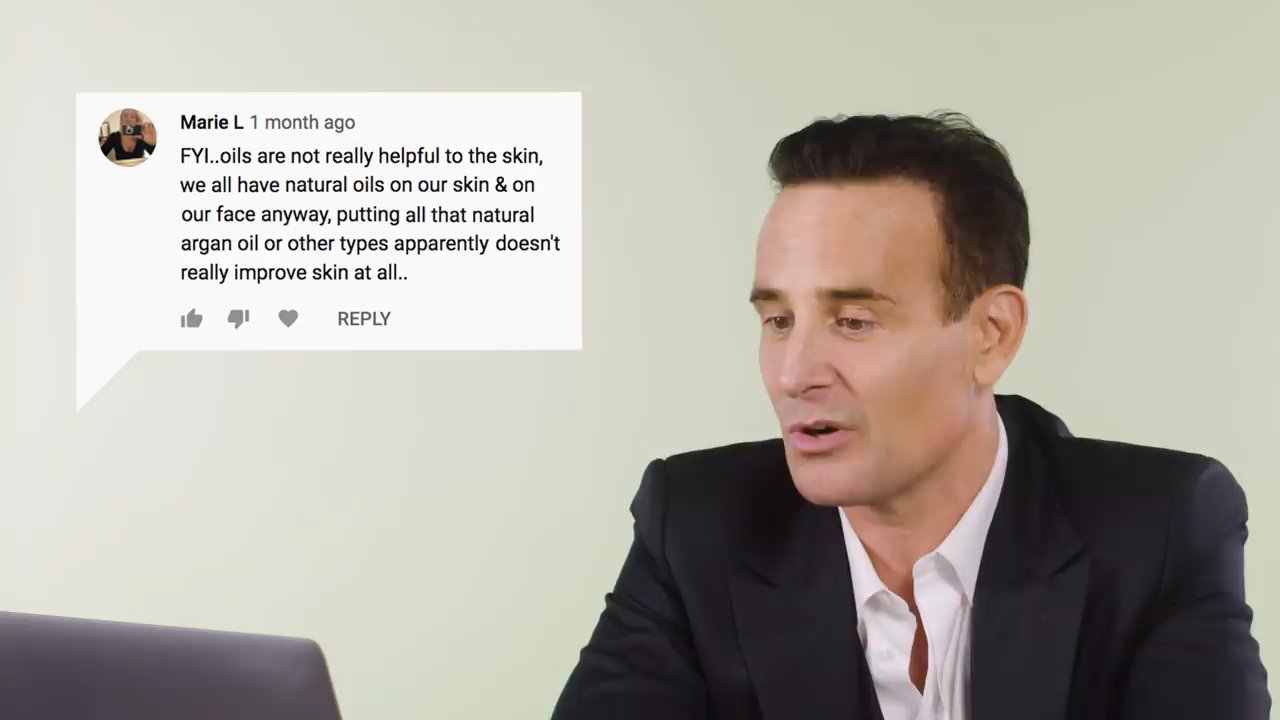 Marie L 1 month ago
FYI..oils are not really helpful to the skin,
we all have natural oils on our skin & on
our face anyway, putting all that natural
argan oil or other types apparently doesn't
really improve skin at all..
REPLY